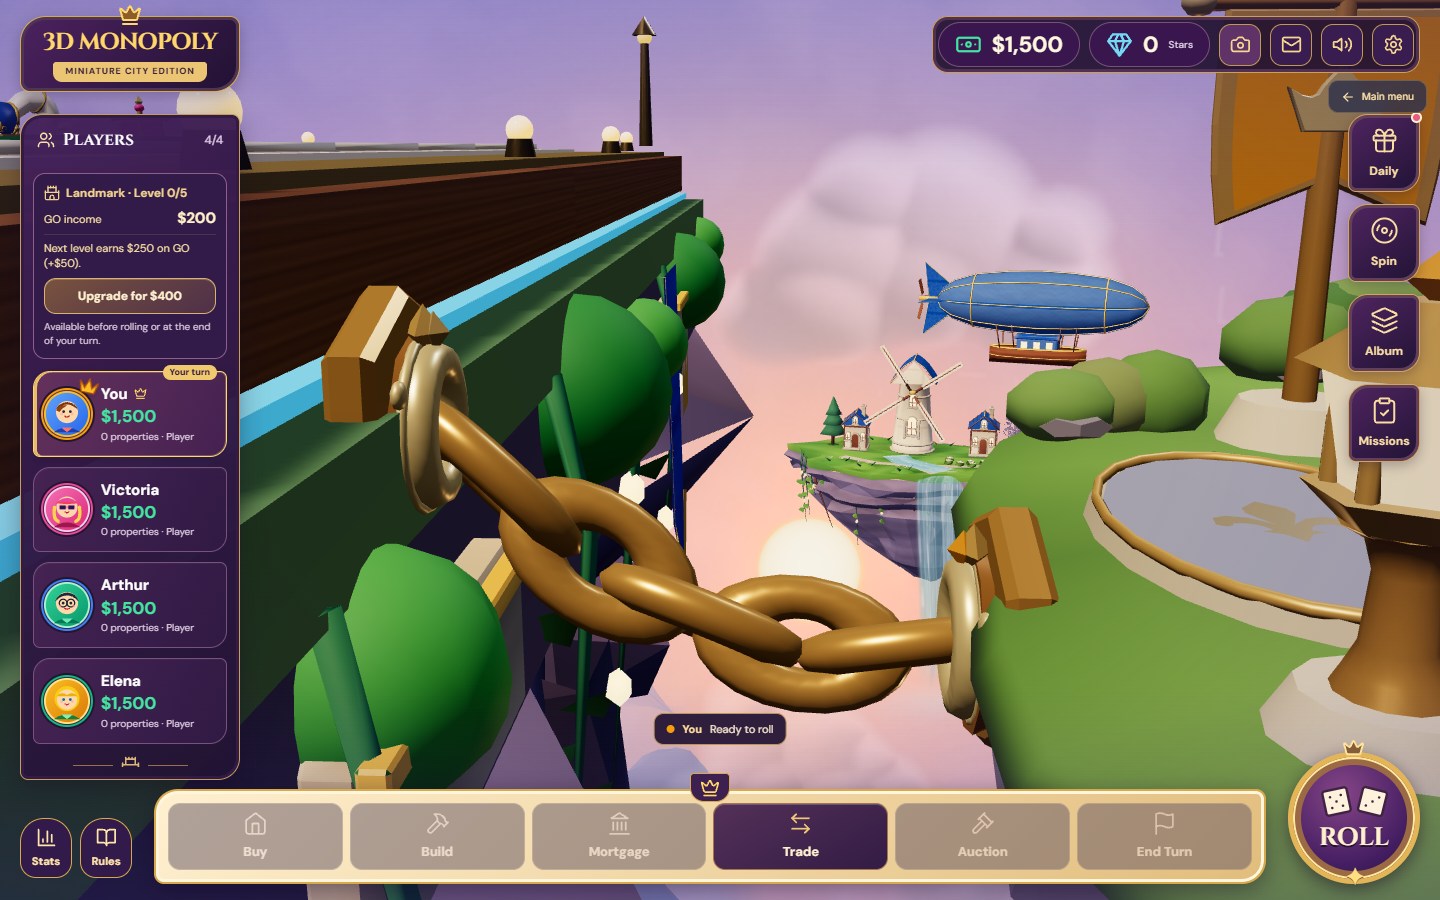 3D MONOPOLY
MINIATURE CITY EDITION
$1,500
0 Stars
Main menu
PLAYERS 4/4
Landmark · Level 0/5
GO income $200
Next level earns $250 on GO
(+$50).
Upgrade for $400
Available before rolling or at the end
of your turn.
Your turn
You
$1,500
0 properties · Player
Victoria
$1,500
0 properties · Player
Arthur
$1,500
0 properties · Player
Elena
$1,500
0 properties · Player
Daily
Spin
Album
Missions
You Ready to roll
Stats
Rules
Buy
Build
Mortgage
Trade
Auction
End Turn
ROLL